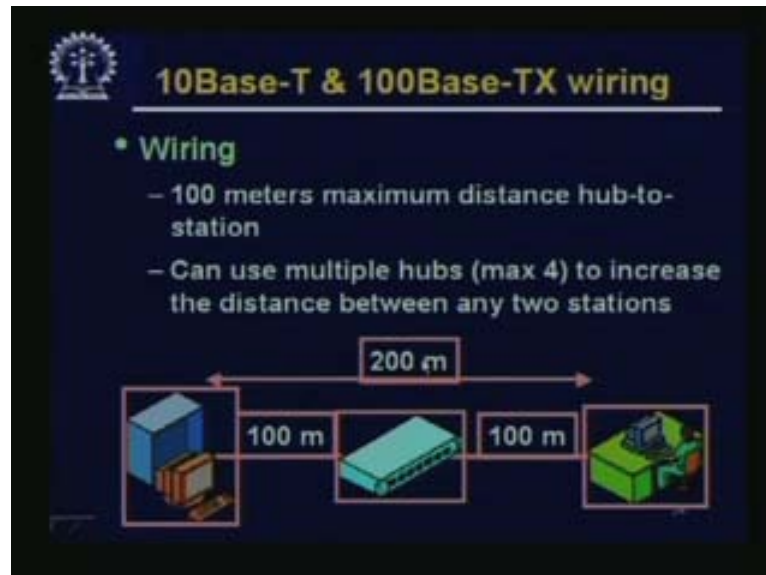 10Base-T & 100Base-TX wiring
• Wiring
– 100 meters maximum distance hub-to-
station
– Can use multiple hubs (max 4) to increase
the distance between any two stations
200 m
100 m
100 m